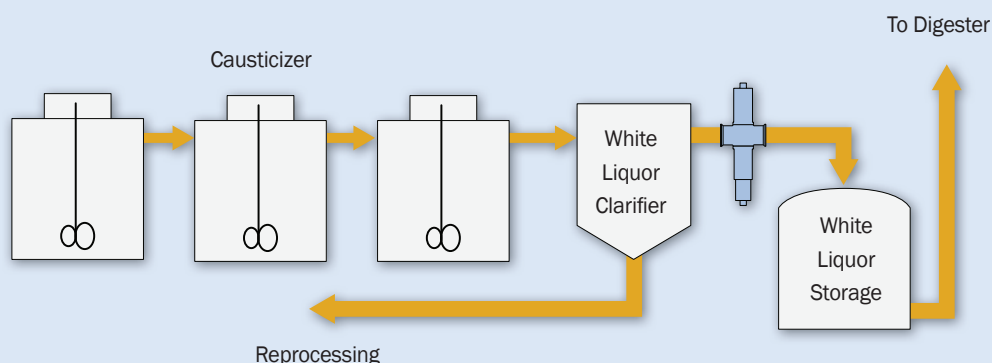 To Digester
Causticizer
White
Liquor
Clarifier
White
Liquor
Storage
Reprocessing